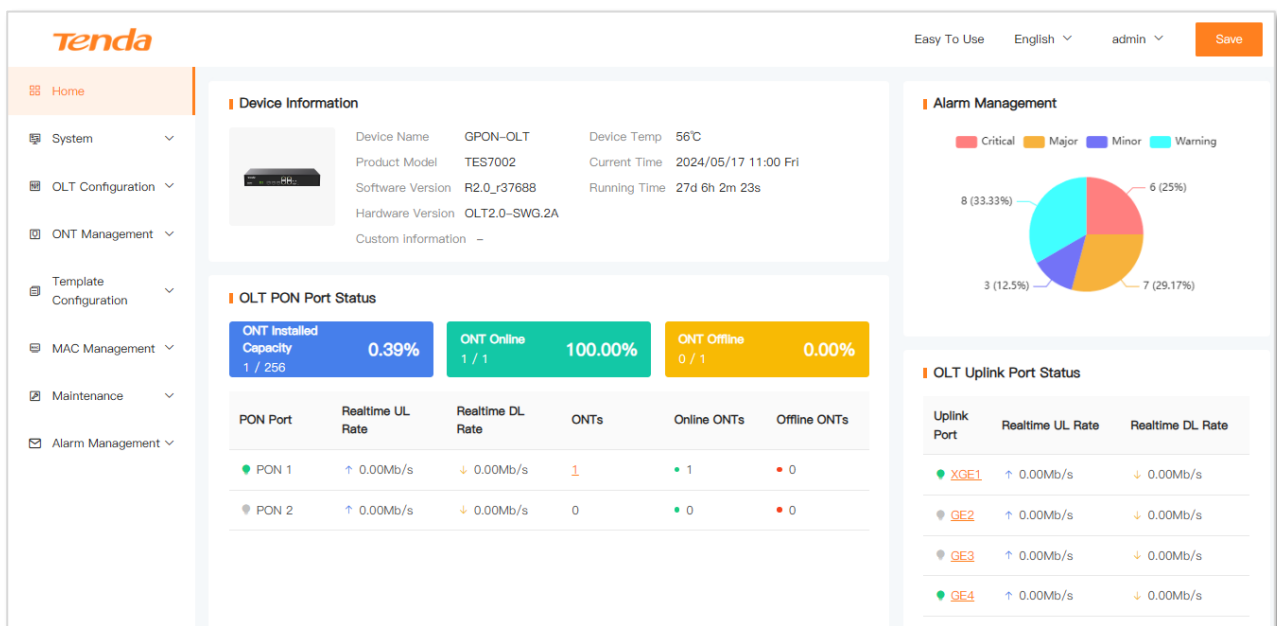 Tenda
Easy To Use English admin Save
Home
System
OLT Configuration
ONT Management
Template
Configuration
MAC Management
Maintenance
Alarm Management
Device Information
Device Name GPON-OLT Device Temp 56℃
Product Model TES7002 Current Time 2024/05/17 11:00 Fri
Software Version R2.0_r37688 Running Time 27d 6h 2m 23s
Hardware Version OLT2.0-SWG.2A
Custom information –
OLT PON Port Status
ONT Installed
Capacity
1 / 256
0.39%
ONT Online
1 / 1
100.00%
ONT Offline
0 / 1
0.00%
PON Port Realtime UL Rate Realtime DL Rate ONTs Online ONTs Offline ONTs
PON 1 ↑ 0.00Mb/s ↓ 0.00Mb/s 1 1 0
PON 2 ↑ 0.00Mb/s ↓ 0.00Mb/s 0 0 0
Alarm Management
Critical Major Minor Warning
6 (25%)
8 (33.33%)
3 (12.5%)
7 (29.17%)
OLT Uplink Port Status
Uplink Port Realtime UL Rate Realtime DL Rate
XGE1 ↑ 0.00Mb/s ↓ 0.00Mb/s
GE2 ↑ 0.00Mb/s ↓ 0.00Mb/s
GE3 ↑ 0.00Mb/s ↓ 0.00Mb/s
GE4 ↑ 0.00Mb/s ↓ 0.00Mb/s